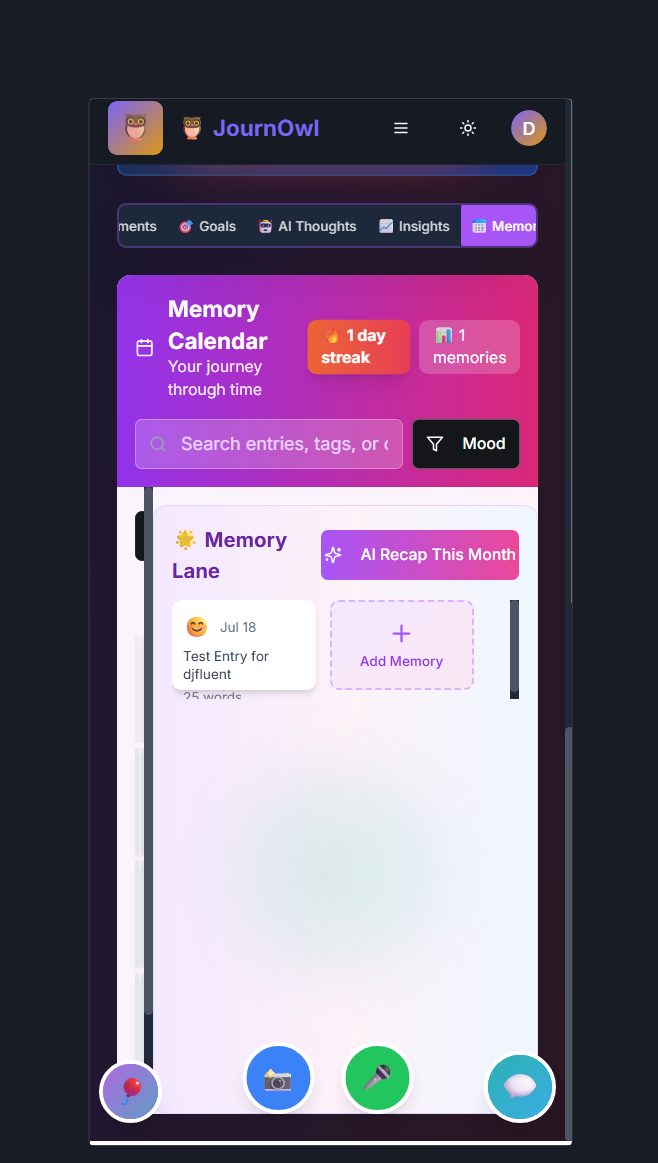 JournOwl
D
ments Goals AI Thoughts Insights Memor
Memory
Calendar
Your journey
through time
1 day
streak
1
memories
Search entries, tags, or c
Mood
Memory
Lane
AI Recap This Month
Jul 18
Test Entry for
djfluent
25 words
Add Memory